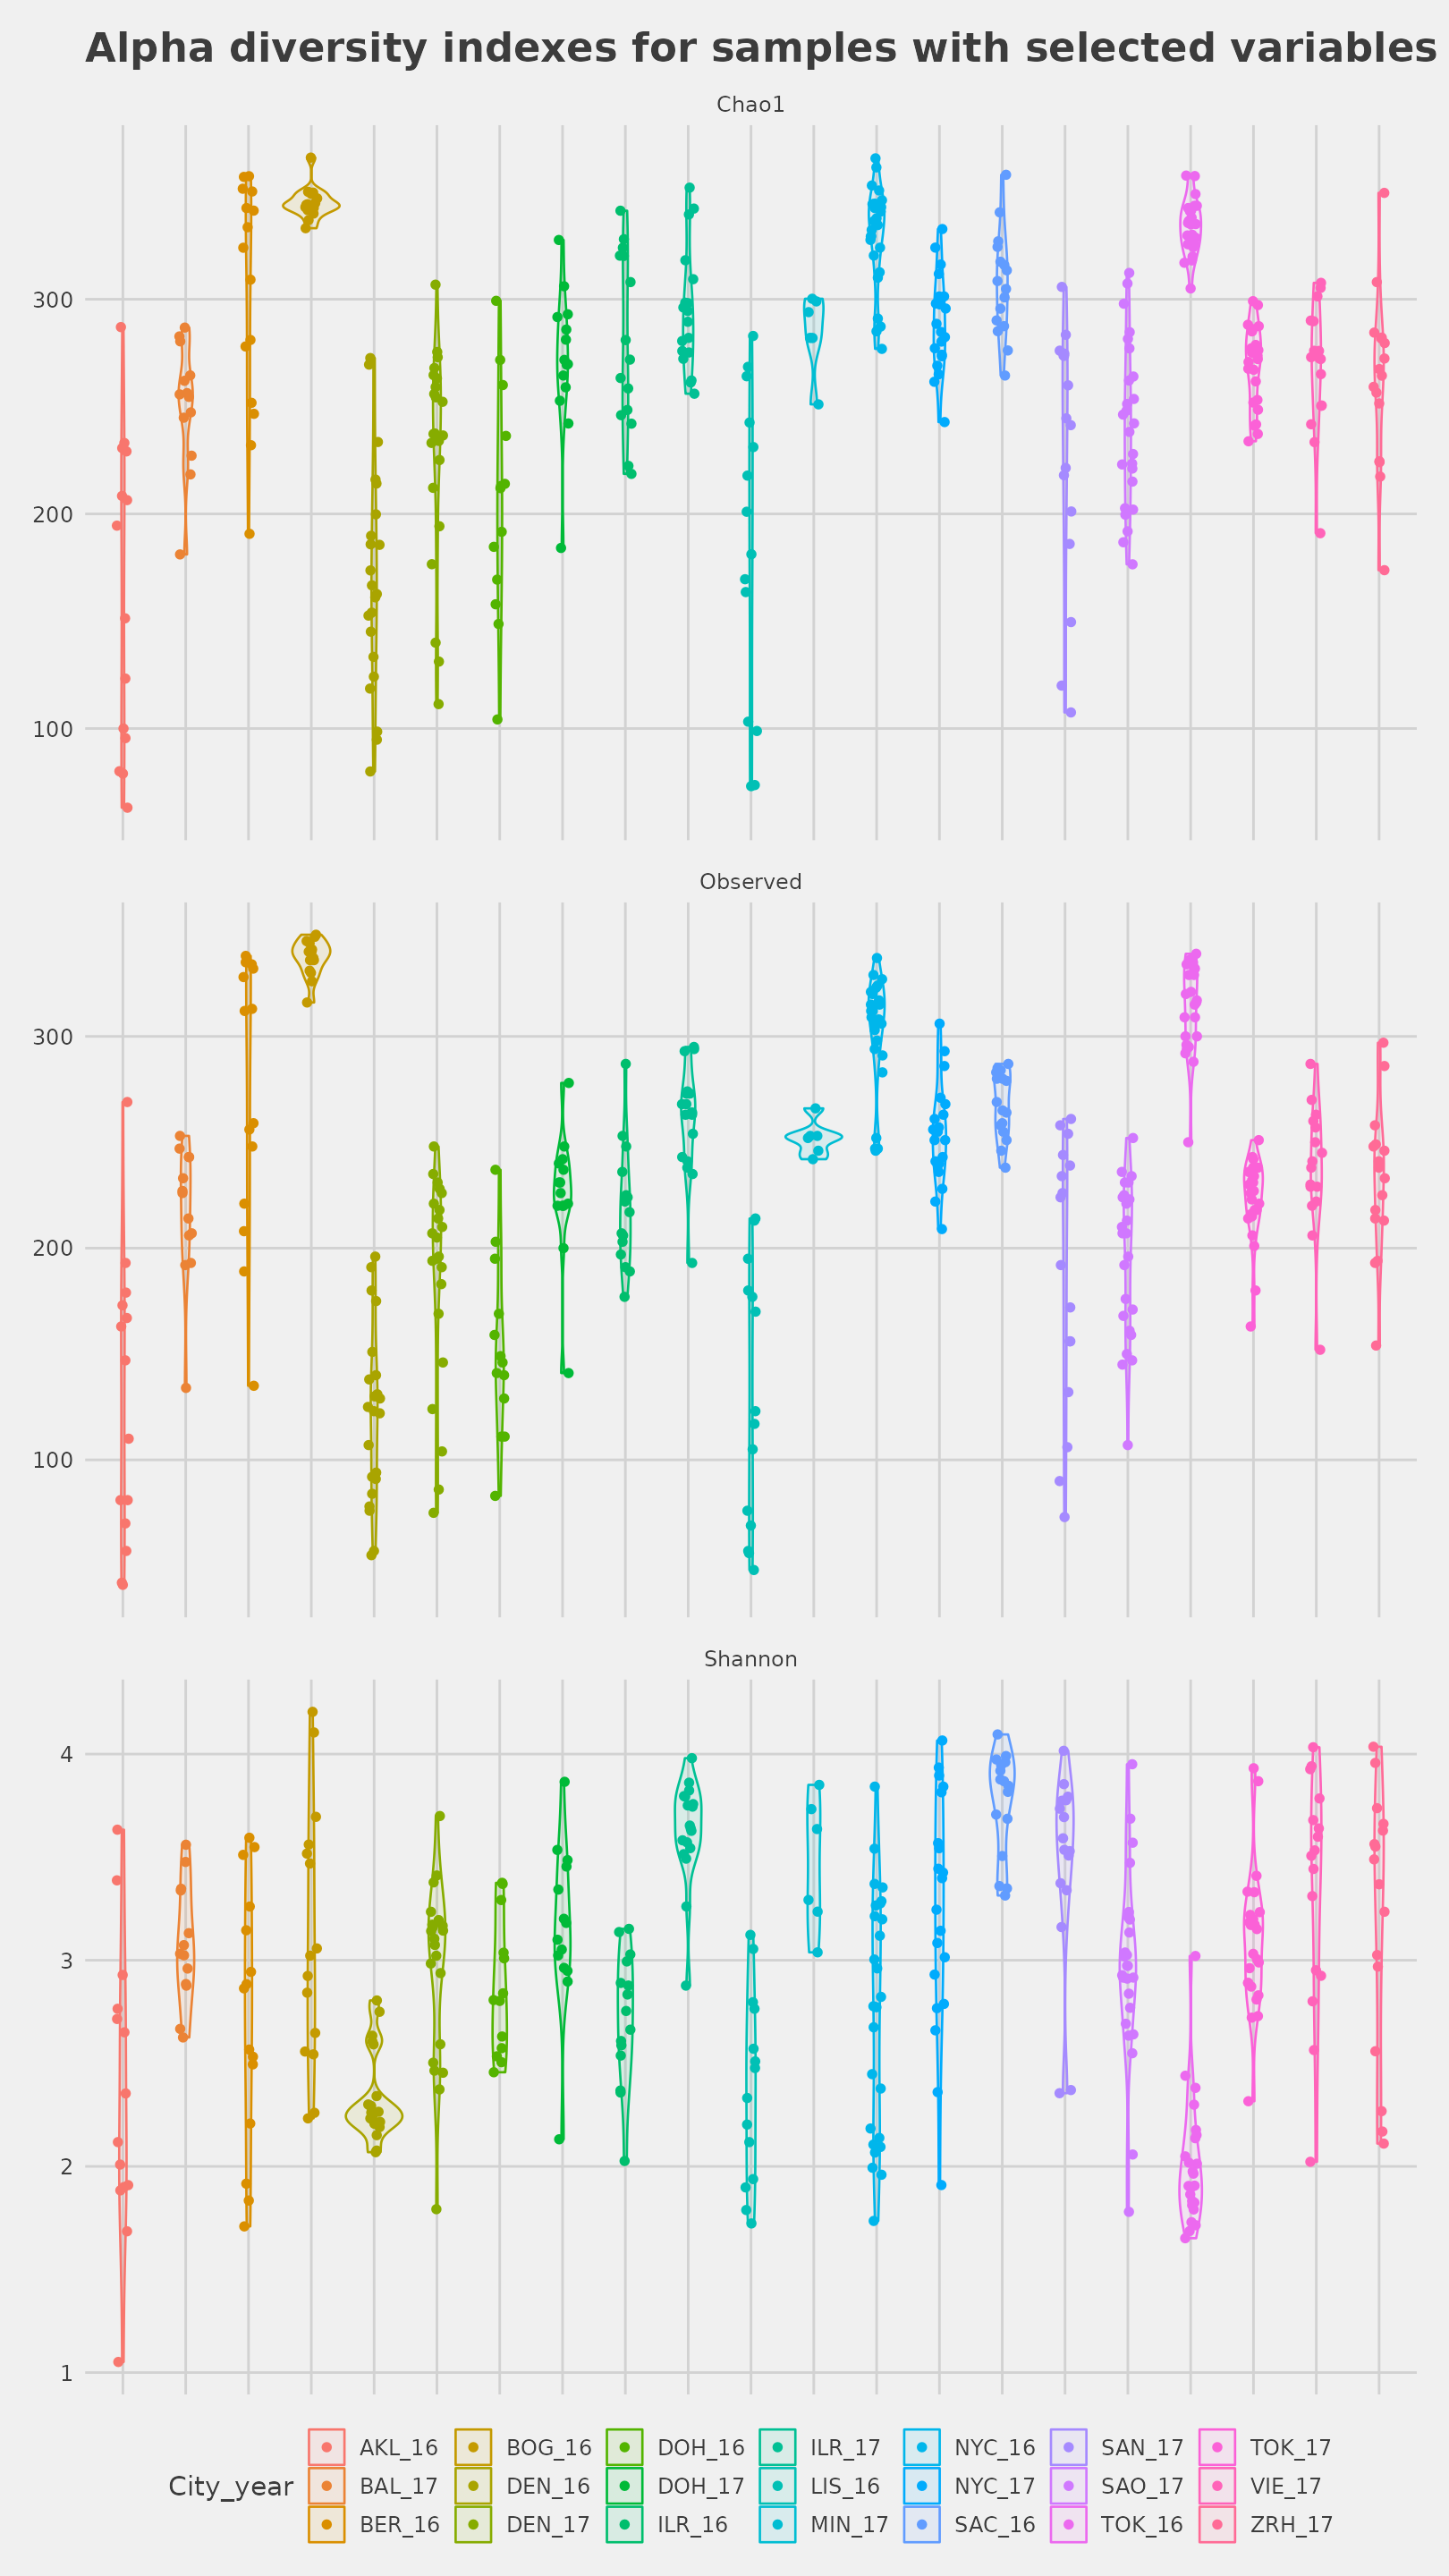 Alpha diversity indexes for samples with selected variables
Chao1
300
200
100
Observed
300
200
100
Shannon
4
3
2
1
City_year
AKL_16 BOG_16 DOH_16 ILR_17 NYC_16 SAN_17 TOK_17
BAL_17 DEN_16 DOH_17 LIS_16 NYC_17 SAO_17 VIE_17
BER_16 DEN_17 ILR_16 MIN_17 SAC_16 TOK_16 ZRH_17